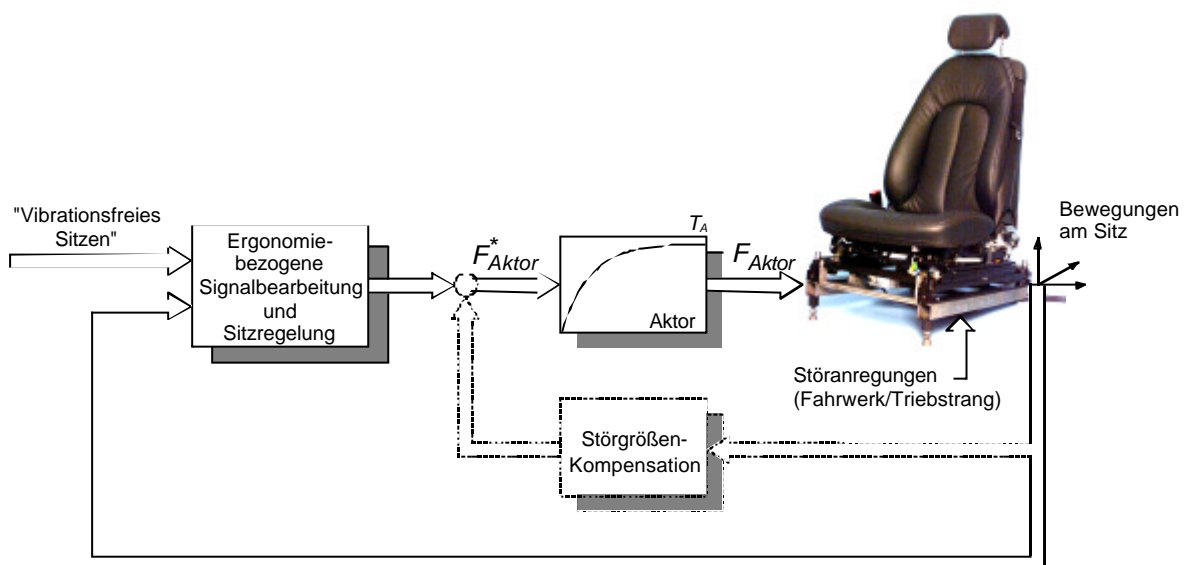 "Vibrationsfreies
Sitzen"
Ergonomie-
bezogene
Signalbearbeitung
und
Sitzregelung
F*Aktor
TA
Aktor
FAktor
Bewegungen
am Sitz
Störanregungen
(Fahrwerk/Triebstrang)
Störgrößen-
Kompensation